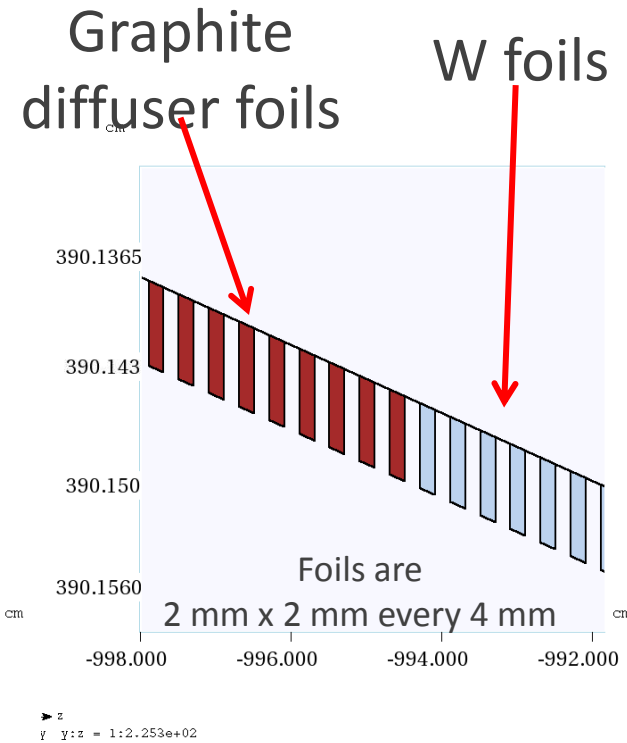 Graphite
diffuser foils
W foils
cm
390.1365
390.143
390.150
390.1560
Foils are
2 mm x 2 mm every 4 mm
cm
-998.000
-996.000
-994.000
-992.000
z
y y:z = 1:2.253e+02